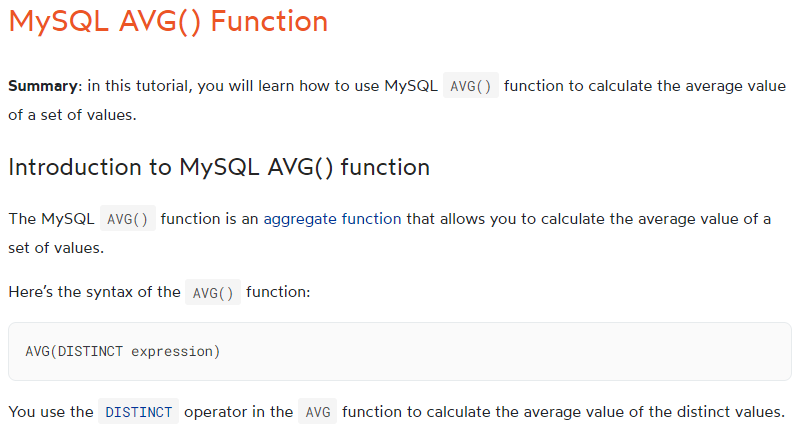 MySQL AVG() Function
Summary: in this tutorial, you will learn how to use MySQL AVG() function to calculate the average value
of a set of values.
Introduction to MySQL AVG() function
The MySQL AVG() function is an aggregate function that allows you to calculate the average value of a
set of values.
Here’s the syntax of the AVG() function:
AVG(DISTINCT expression)
You use the DISTINCT operator in the AVG function to calculate the average value of the distinct values.